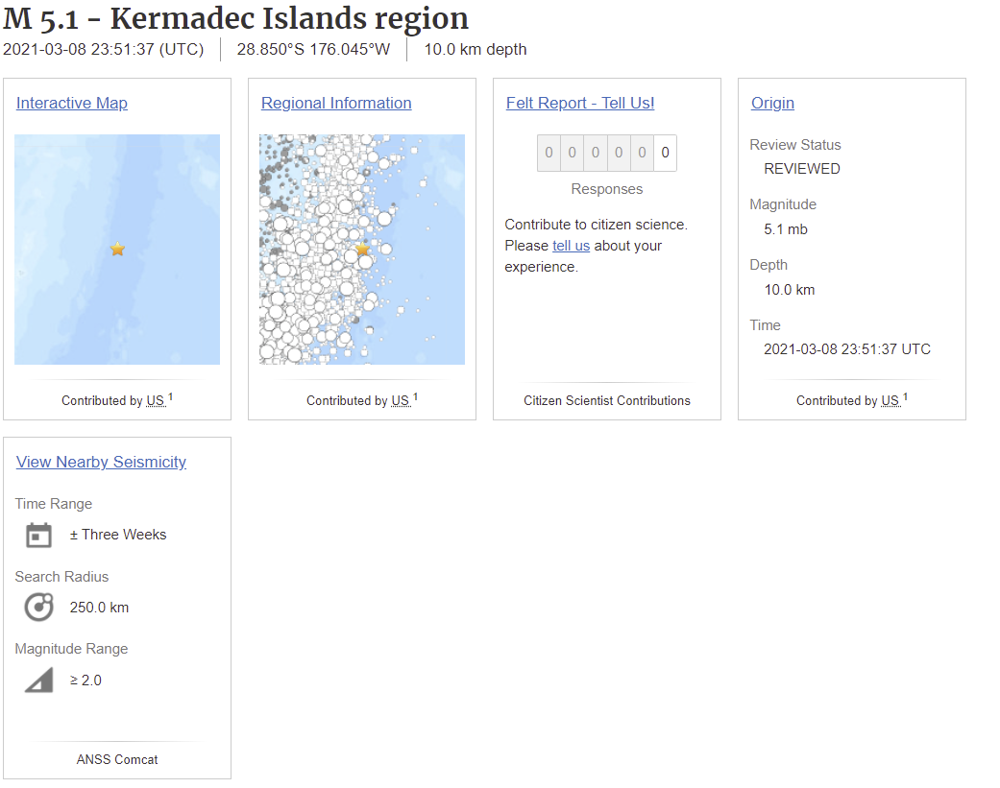 M 5.1 - Kermadec Islands region
2021-03-08 23:51:37 (UTC) 28.850°S 176.045°W 10.0 km depth
Interactive Map
Contributed by US 1
Regional Information
Contributed by US 1
Felt Report - Tell Us!
0 0 0 0 0 0
Responses
Contribute to citizen science.
Please tell us about your
experience.
Citizen Scientist Contributions
Origin
Review Status
REVIEWED
Magnitude
5.1 mb
Depth
10.0 km
Time
2021-03-08 23:51:37 UTC
Contributed by US 1
View Nearby Seismicity
Time Range
± Three Weeks
Search Radius
250.0 km
Magnitude Range
≥ 2.0
ANSS Comcat